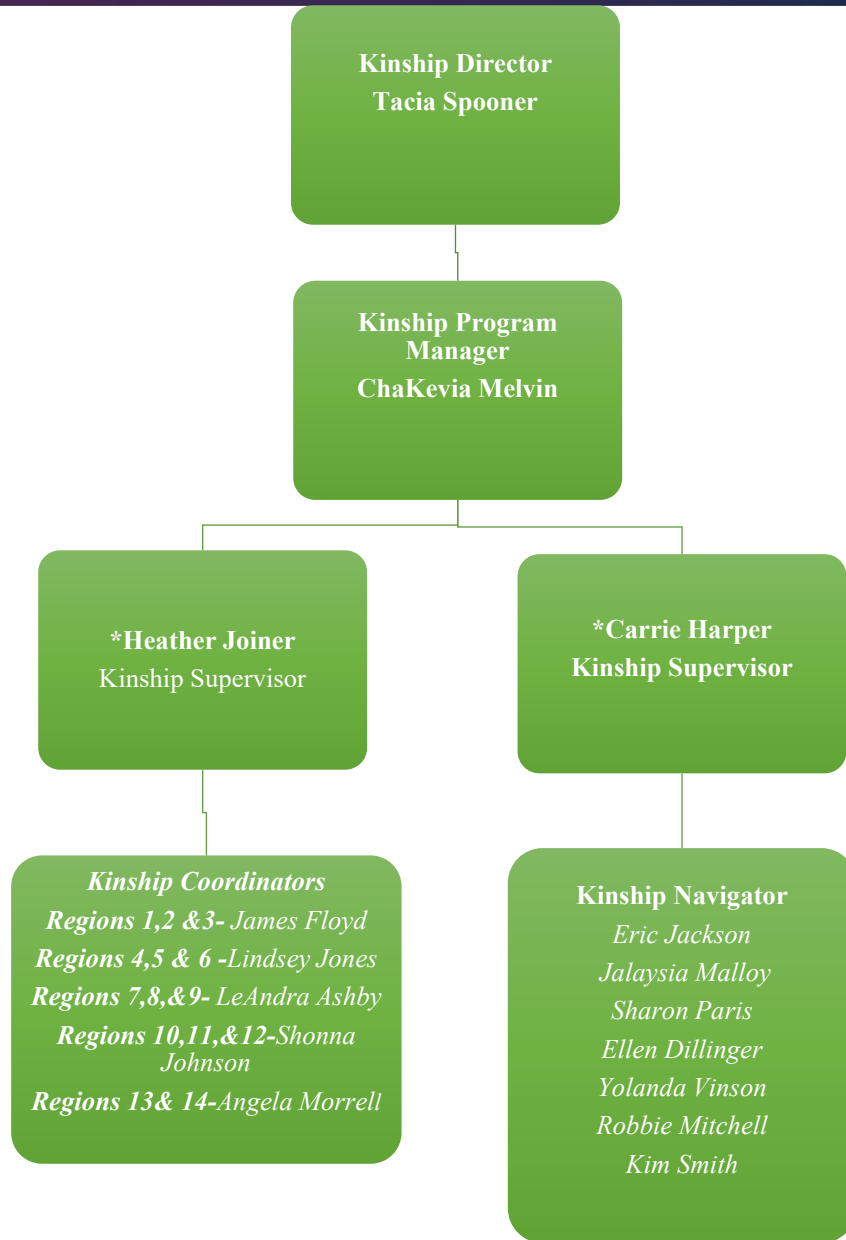 Kinship Director
Tacia Spooner
Kinship Program
Manager
ChaKevia Melvin
*Heather Joiner
Kinship Supervisor
*Carrie Harper
Kinship Supervisor
Kinship Coordinators
Regions 1,2 &3- James Floyd
Regions 4,5 & 6 -Lindsey Jones
Regions 7,8,&9- LeAndra Ashby
Regions 10,11,&12-Shonna
Johnson
Regions 13& 14-Angela Morrell
Kinship Navigator
Eric Jackson
Jalaysia Malloy
Sharon Paris
Ellen Dillinger
Yolanda Vinson
Robbie Mitchell
Kim Smith